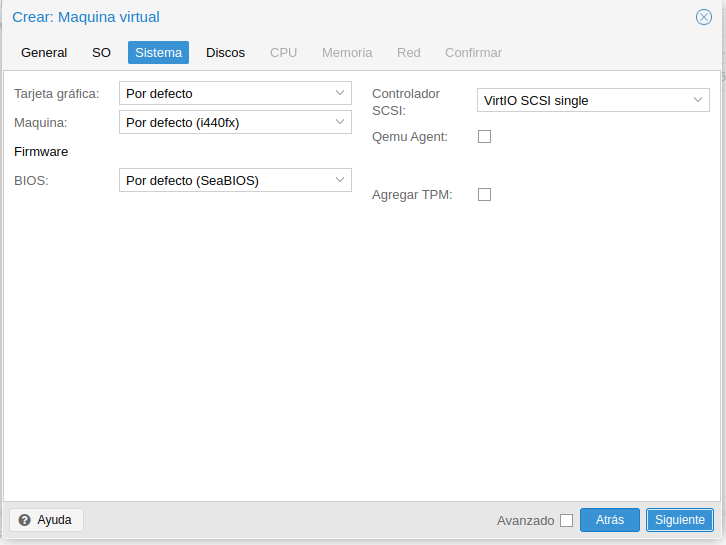 Crear: Maquina virtual
General SO Sistema Discos CPU Memoria Red Confirmar
Tarjeta gráfica: Por defecto
Maquina: Por defecto (i440fx)
Firmware
BIOS: Por defecto (SeaBIOS)
Controlador
SCSI: VirtIO SCSI single
Qemu Agent:
Agregar TPM:
Ayuda Avanzado Atrás Siguiente